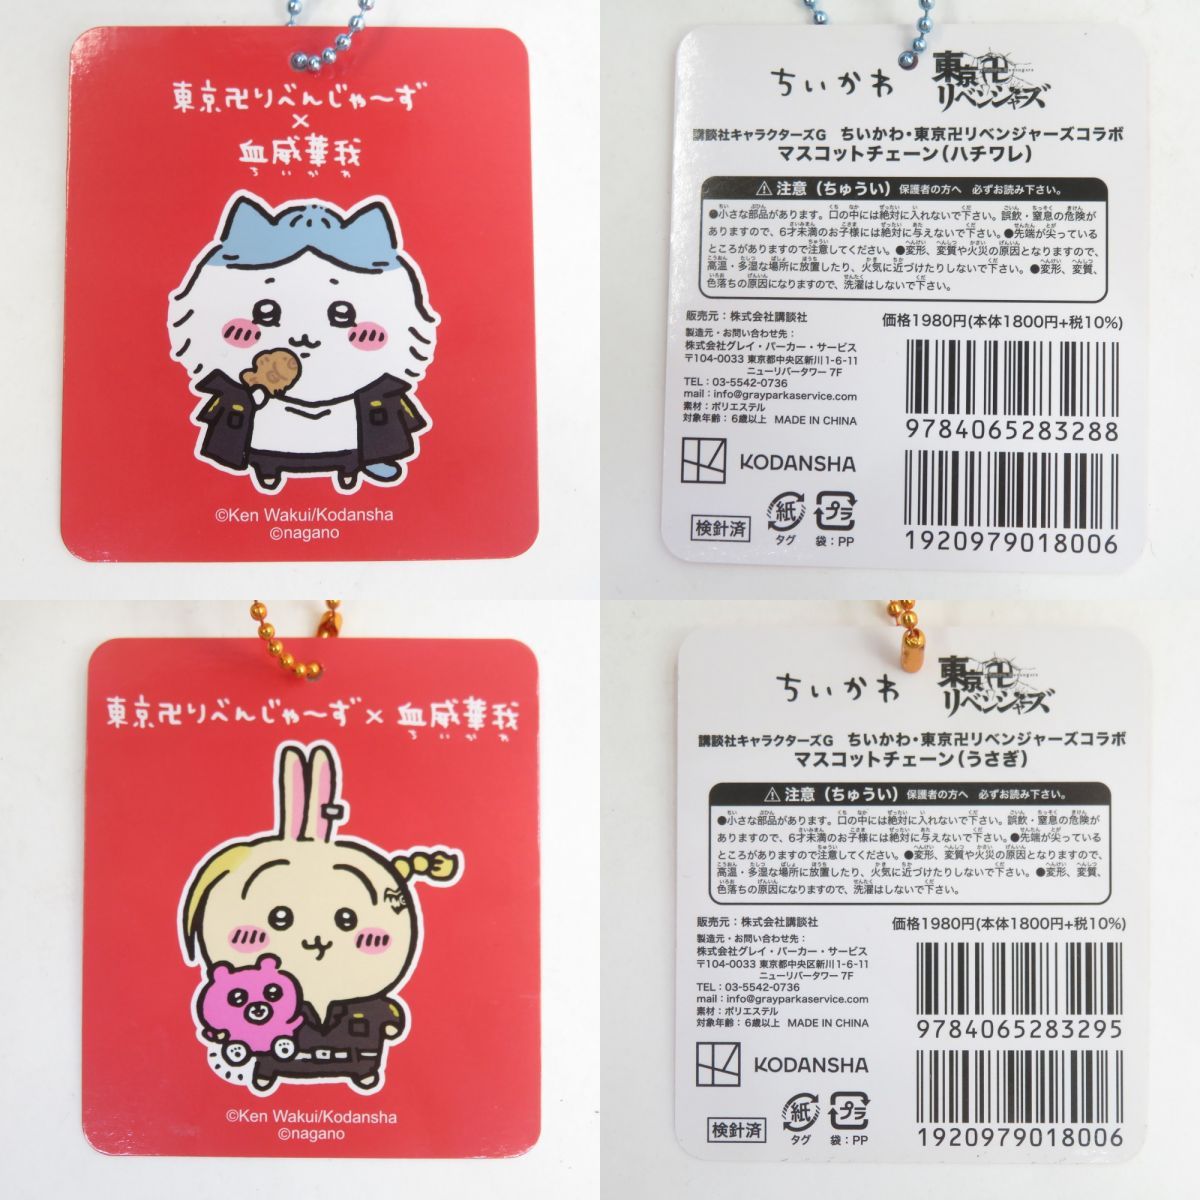 東京卍りべんじゃ〜ず
×
血威華我
ちいかわ
©Ken Wakui/Kodansha
©nagano
ちいかわ 東京卍リベンジャーズ
講談社キャラクターズG ちいかわ・東京卍リベンジャーズコラボ
マスコットチェーン(ハチワレ)
⚠注意(ちゅうい) 保護者の方へ 必ずお読み下さい。
●小さな部品があります。口の中には絶対に入れないで下さい。誤飲・窒息の危険が
ありますので、6才未満のお子様には絶対に与えないで下さい。●先端が尖っている
ところがありますので注意してください。●変形、変質や火災の原因となりますので、
高温・多湿な場所に放置したり、火気に近づけたりしないで下さい。●変形、変質、
色落ちの原因になりますので、洗濯はしないで下さい。
販売元:株式会社講談社
価格1980円(本体1800円+税10%)
製造元・お問い合わせ先:
株式会社グレイ・パーカー・サービス
〒104-0033 東京都中央区新川1-6-11
ニューリバータワー 7F
TEL:03-5542-0736
mail:info@grayparkaservice.com
素材:ポリエステル
対象年齢:6歳以上 MADE IN CHINA
9784065283288
KODANSHA
検針済
紙
タグ
プラ
袋:PP
1920979018006
東京卍りべんじゃ〜ず×血威華我
ちいかわ
©Ken Wakui/Kodansha
©nagano
ちいかわ 東京卍リベンジャーズ
講談社キャラクターズG ちいかわ・東京卍リベンジャーズコラボ
マスコットチェーン(うさぎ)
⚠注意(ちゅうい) 保護者の方へ 必ずお読み下さい。
●小さな部品があります。口の中には絶対に入れないで下さい。誤飲・窒息の危険が
ありますので、6才未満のお子様には絶対に与えないで下さい。●先端が尖っている
ところがありますので注意してください。●変形、変質や火災の原因となりますので、
高温・多湿な場所に放置したり、火気に近づけたりしないで下さい。●変形、変質、
色落ちの原因になりますので、洗濯はしないで下さい。
販売元:株式会社講談社
価格1980円(本体1800円+税10%)
製造元・お問い合わせ先:
株式会社グレイ・パーカー・サービス
〒104-0033 東京都中央区新川1-6-11
ニューリバータワー 7F
TEL:03-5542-0736
mail:info@grayparkaservice.com
素材:ポリエステル
対象年齢:6歳以上 MADE IN CHINA
9784065283295
KODANSHA
検針済
紙
タグ
プラ
袋:PP
1920979018006